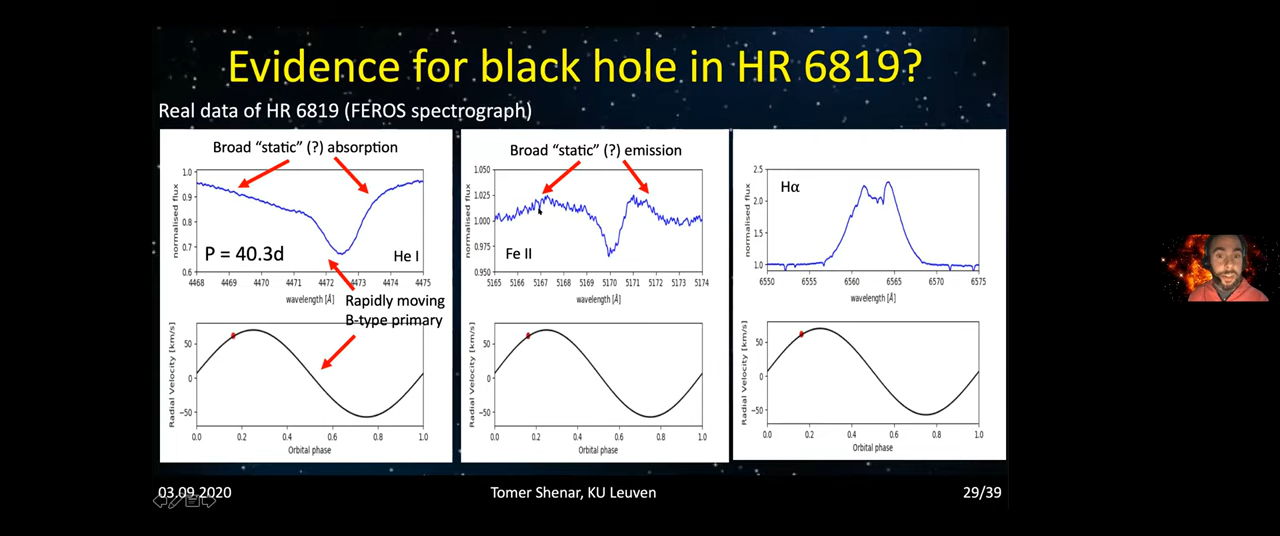 Evidence for black hole in HR 6819?
Real data of HR 6819 (FEROS spectrograph)
Broad “static” (?) absorption
1.0
0.9
0.8
0.7
0.6
normalised flux
P = 40.3d
He I
4468 4469 4470 4471 4472 4473 4474 4475
wavelength [Å]
Rapidly moving
B-type primary
50
0
−50
Radial Velocity [km/s]
0.0 0.2 0.4 0.6 0.8 1.0
Orbital phase
Broad “static” (?) emission
1.050
1.025
1.000
0.975
0.950
normalised flux
Fe II
5165 5166 5167 5168 5169 5170 5171 5172 5173 5174
wavelength [Å]
50
0
−50
Radial Velocity [km/s]
0.0 0.2 0.4 0.6 0.8 1.0
Orbital phase
Hα
2.5
2.0
1.5
1.0
normalised flux
6550 6555 6560 6565 6570 6575
wavelength [Å]
50
0
−50
Radial Velocity [km/s]
0.0 0.2 0.4 0.6 0.8 1.0
Orbital phase
03.09.2020
Tomer Shenar, KU Leuven
29/39